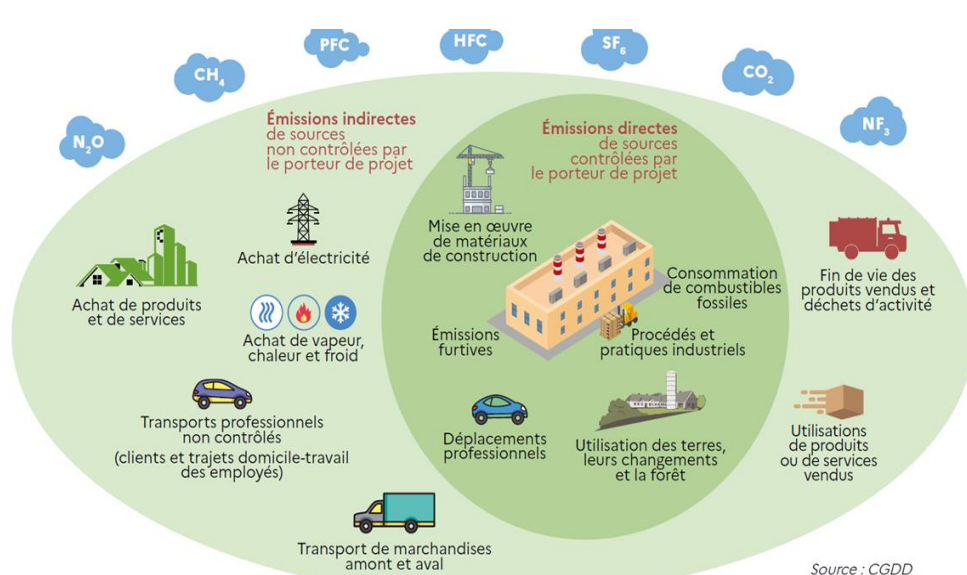 PFC
HFC
SF₆
CH₄
CO₂
N₂O
NF₃
Émissions indirectes
de sources
non contrôlées par
le porteur de projet
Émissions directes
de sources
contrôlées par
le porteur de projet
Achat d’électricité
Mise en œuvre
de matériaux
de construction
Achat de produits
et de services
Consommation
de combustibles
fossiles
Fin de vie des
produits vendus et
déchets d’activité
Achat de vapeur,
chaleur et froid
Émissions
furtives
Procédés et
pratiques industriels
Transports professionnels
non contrôlés
(clients et trajets domicile-travail
des employés)
Déplacements
professionnels
Utilisation des terres,
leurs changements
et la forêt
Utilisations
de produits
ou de services
vendus
Transport de marchandises
amont et aval
Source : CGDD